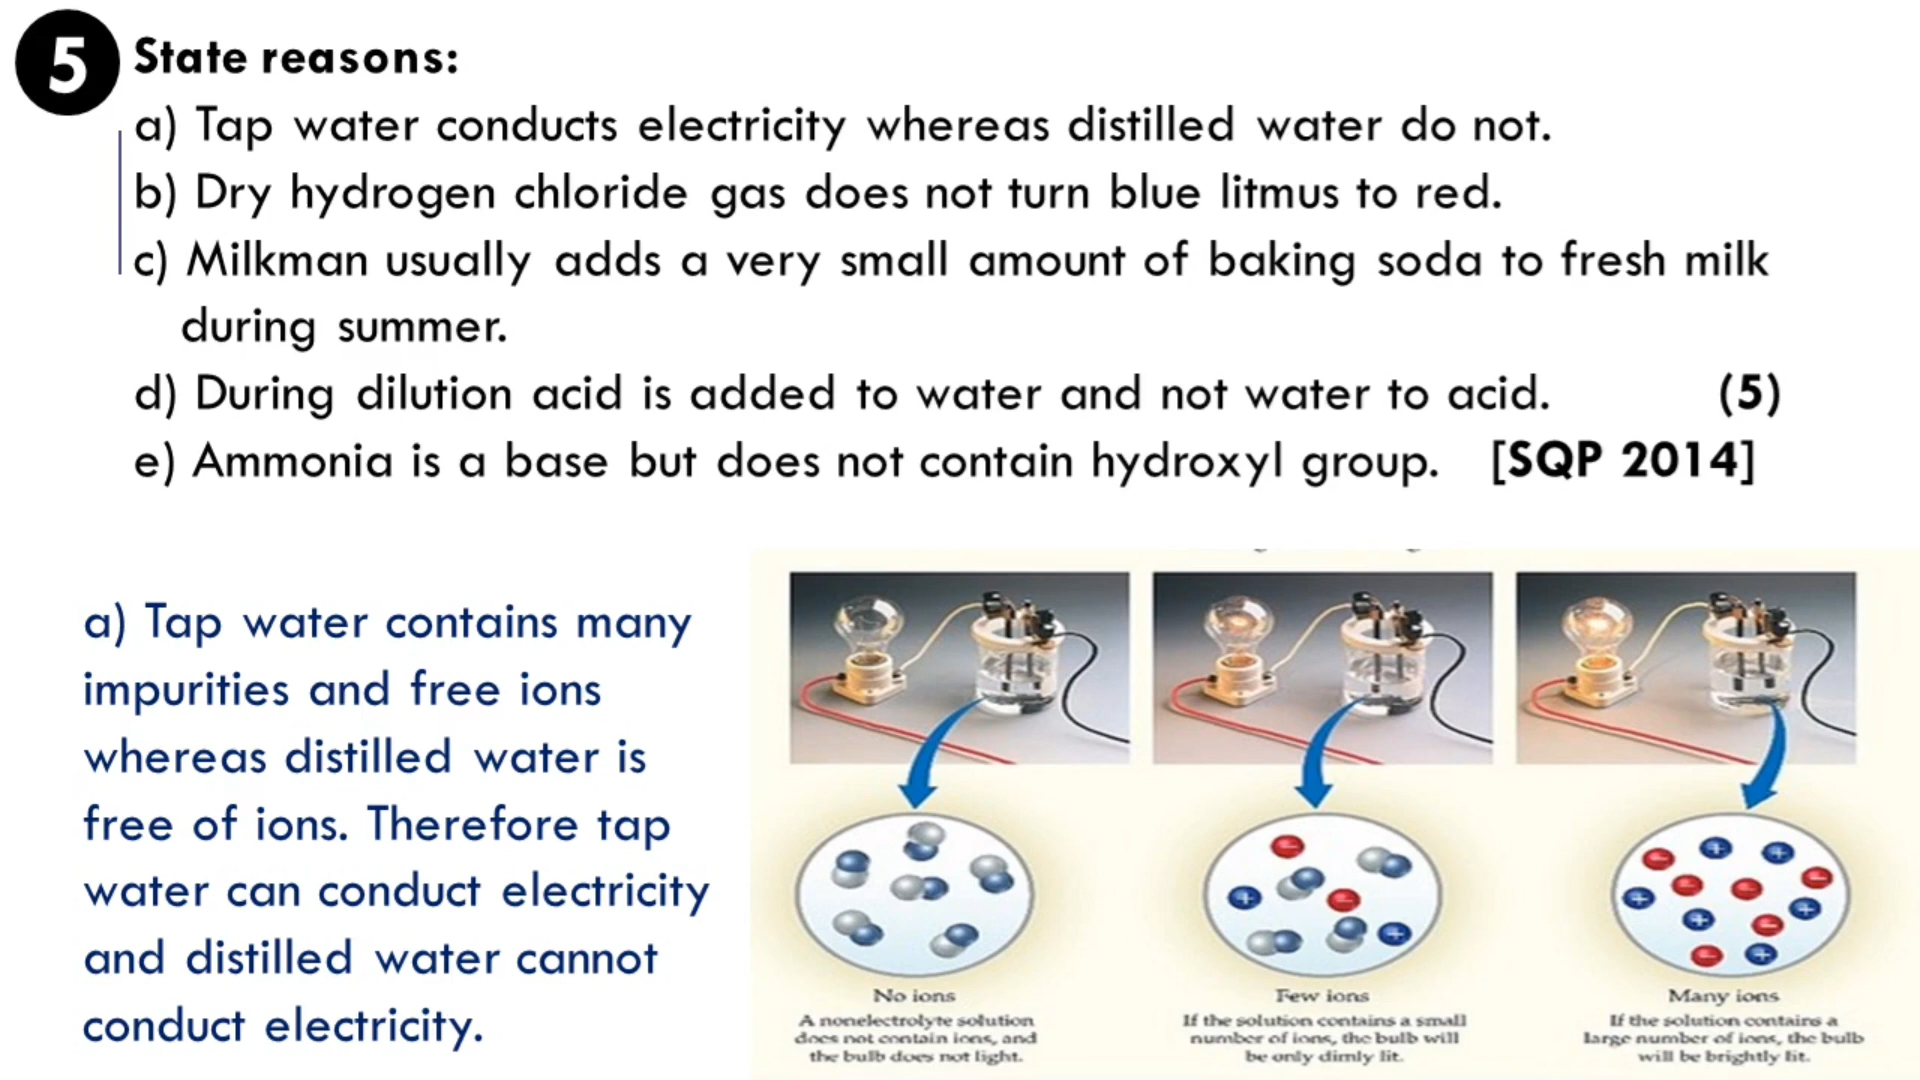 5
State reasons:
a) Tap water conducts electricity whereas distilled water do not.
b) Dry hydrogen chloride gas does not turn blue litmus to red.
c) Milkman usually adds a very small amount of baking soda to fresh milk
during summer.
d) During dilution acid is added to water and not water to acid. (5)
e) Ammonia is a base but does not contain hydroxyl group. [SQP 2014]
a) Tap water contains many
impurities and free ions
whereas distilled water is
free of ions. Therefore tap
water can conduct electricity
and distilled water cannot
conduct electricity.
No ions
A nonelectrolyte solution
does not contain ions, and
the bulb does not light.
Few ions
If the solution contains a small
number of ions, the bulb will
be only dimly lit.
Many ions
If the solution contains a
large number of ions, the bulb
will be brightly lit.